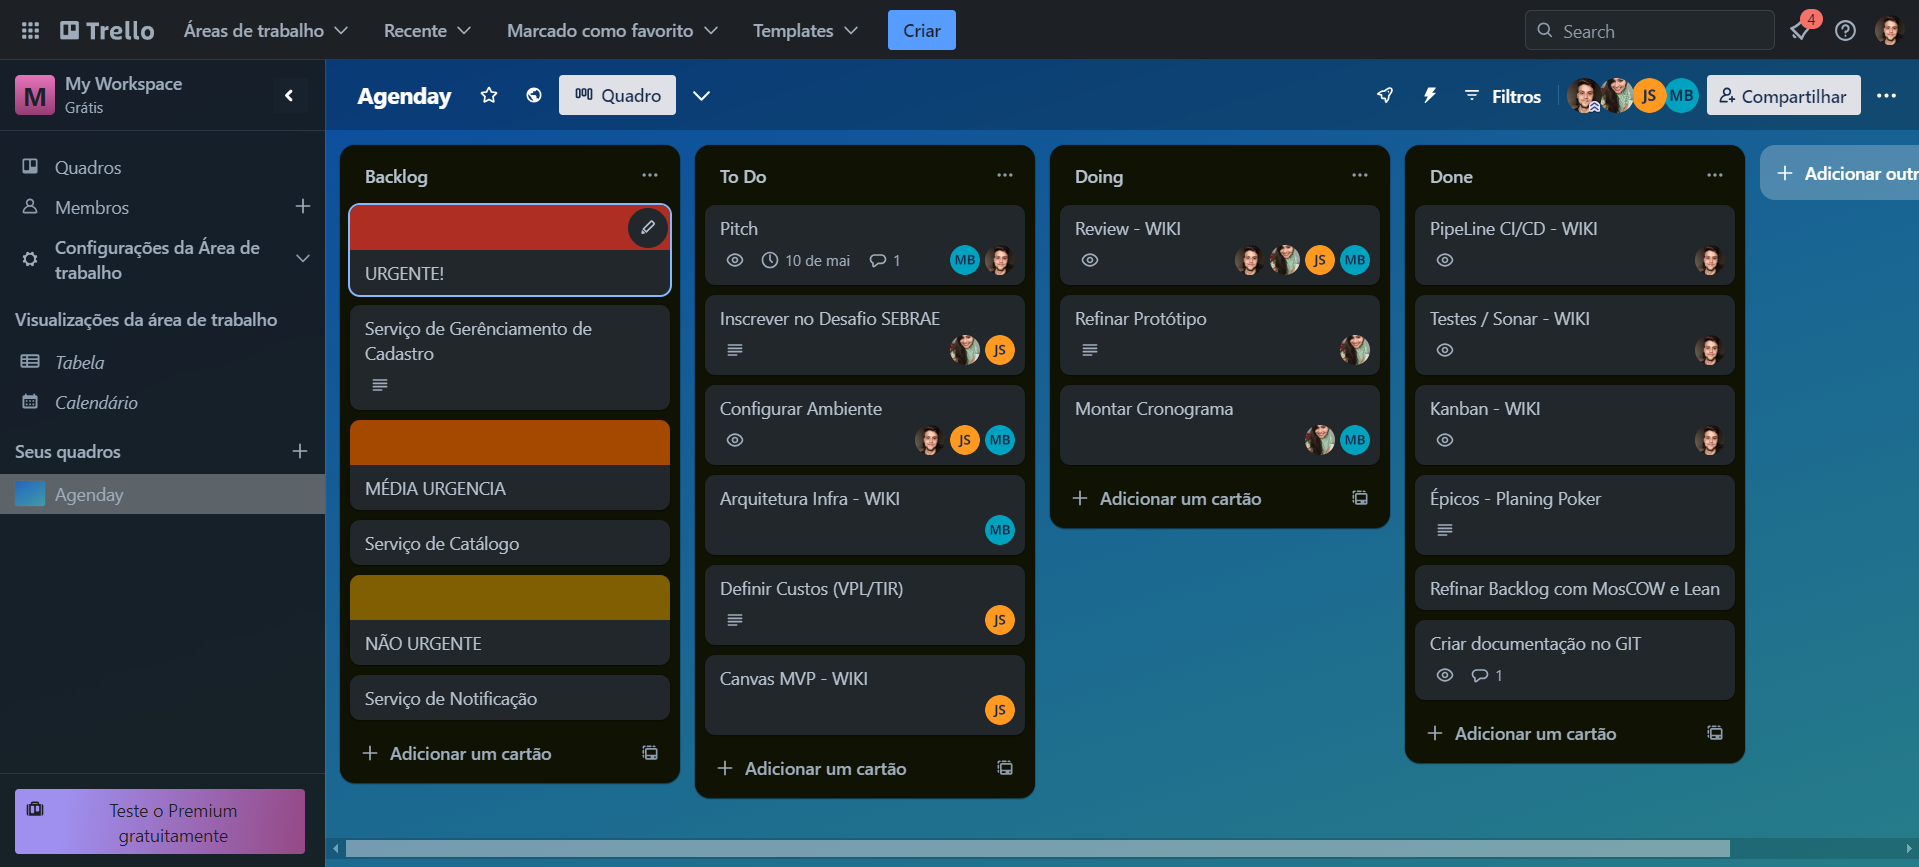 Trello
Áreas de trabalho
Recente
Marcado como favorito
Templates
Criar
Search
4
M
My Workspace
Grátis
Quadros
Membros
Configurações da Área de
trabalho
Visualizações da área de trabalho
Tabela
Calendário
Seus quadros
Agenday
Teste o Premium
gratuitamente
Agenday
Quadro
Filtros
JS
MB
Compartilhar
Backlog
URGENTE!
Serviço de Gerênciamento de
Cadastro
MÉDIA URGENCIA
Serviço de Catálogo
NÃO URGENTE
Serviço de Notificação
Adicionar um cartão
To Do
Pitch
10 de mai
1
MB
Inscrever no Desafio SEBRAE
JS
Configurar Ambiente
JS
MB
Arquitetura Infra - WIKI
MB
Definir Custos (VPL/TIR)
JS
Canvas MVP - WIKI
JS
Adicionar um cartão
Doing
Review - WIKI
JS
MB
Refinar Protótipo
Montar Cronograma
MB
Adicionar um cartão
Done
PipeLine CI/CD - WIKI
Testes / Sonar - WIKI
Kanban - WIKI
Épicos - Planing Poker
Refinar Backlog com MosCOW e Lean
Criar documentação no GIT
1
Adicionar um cartão
Adicionar outr